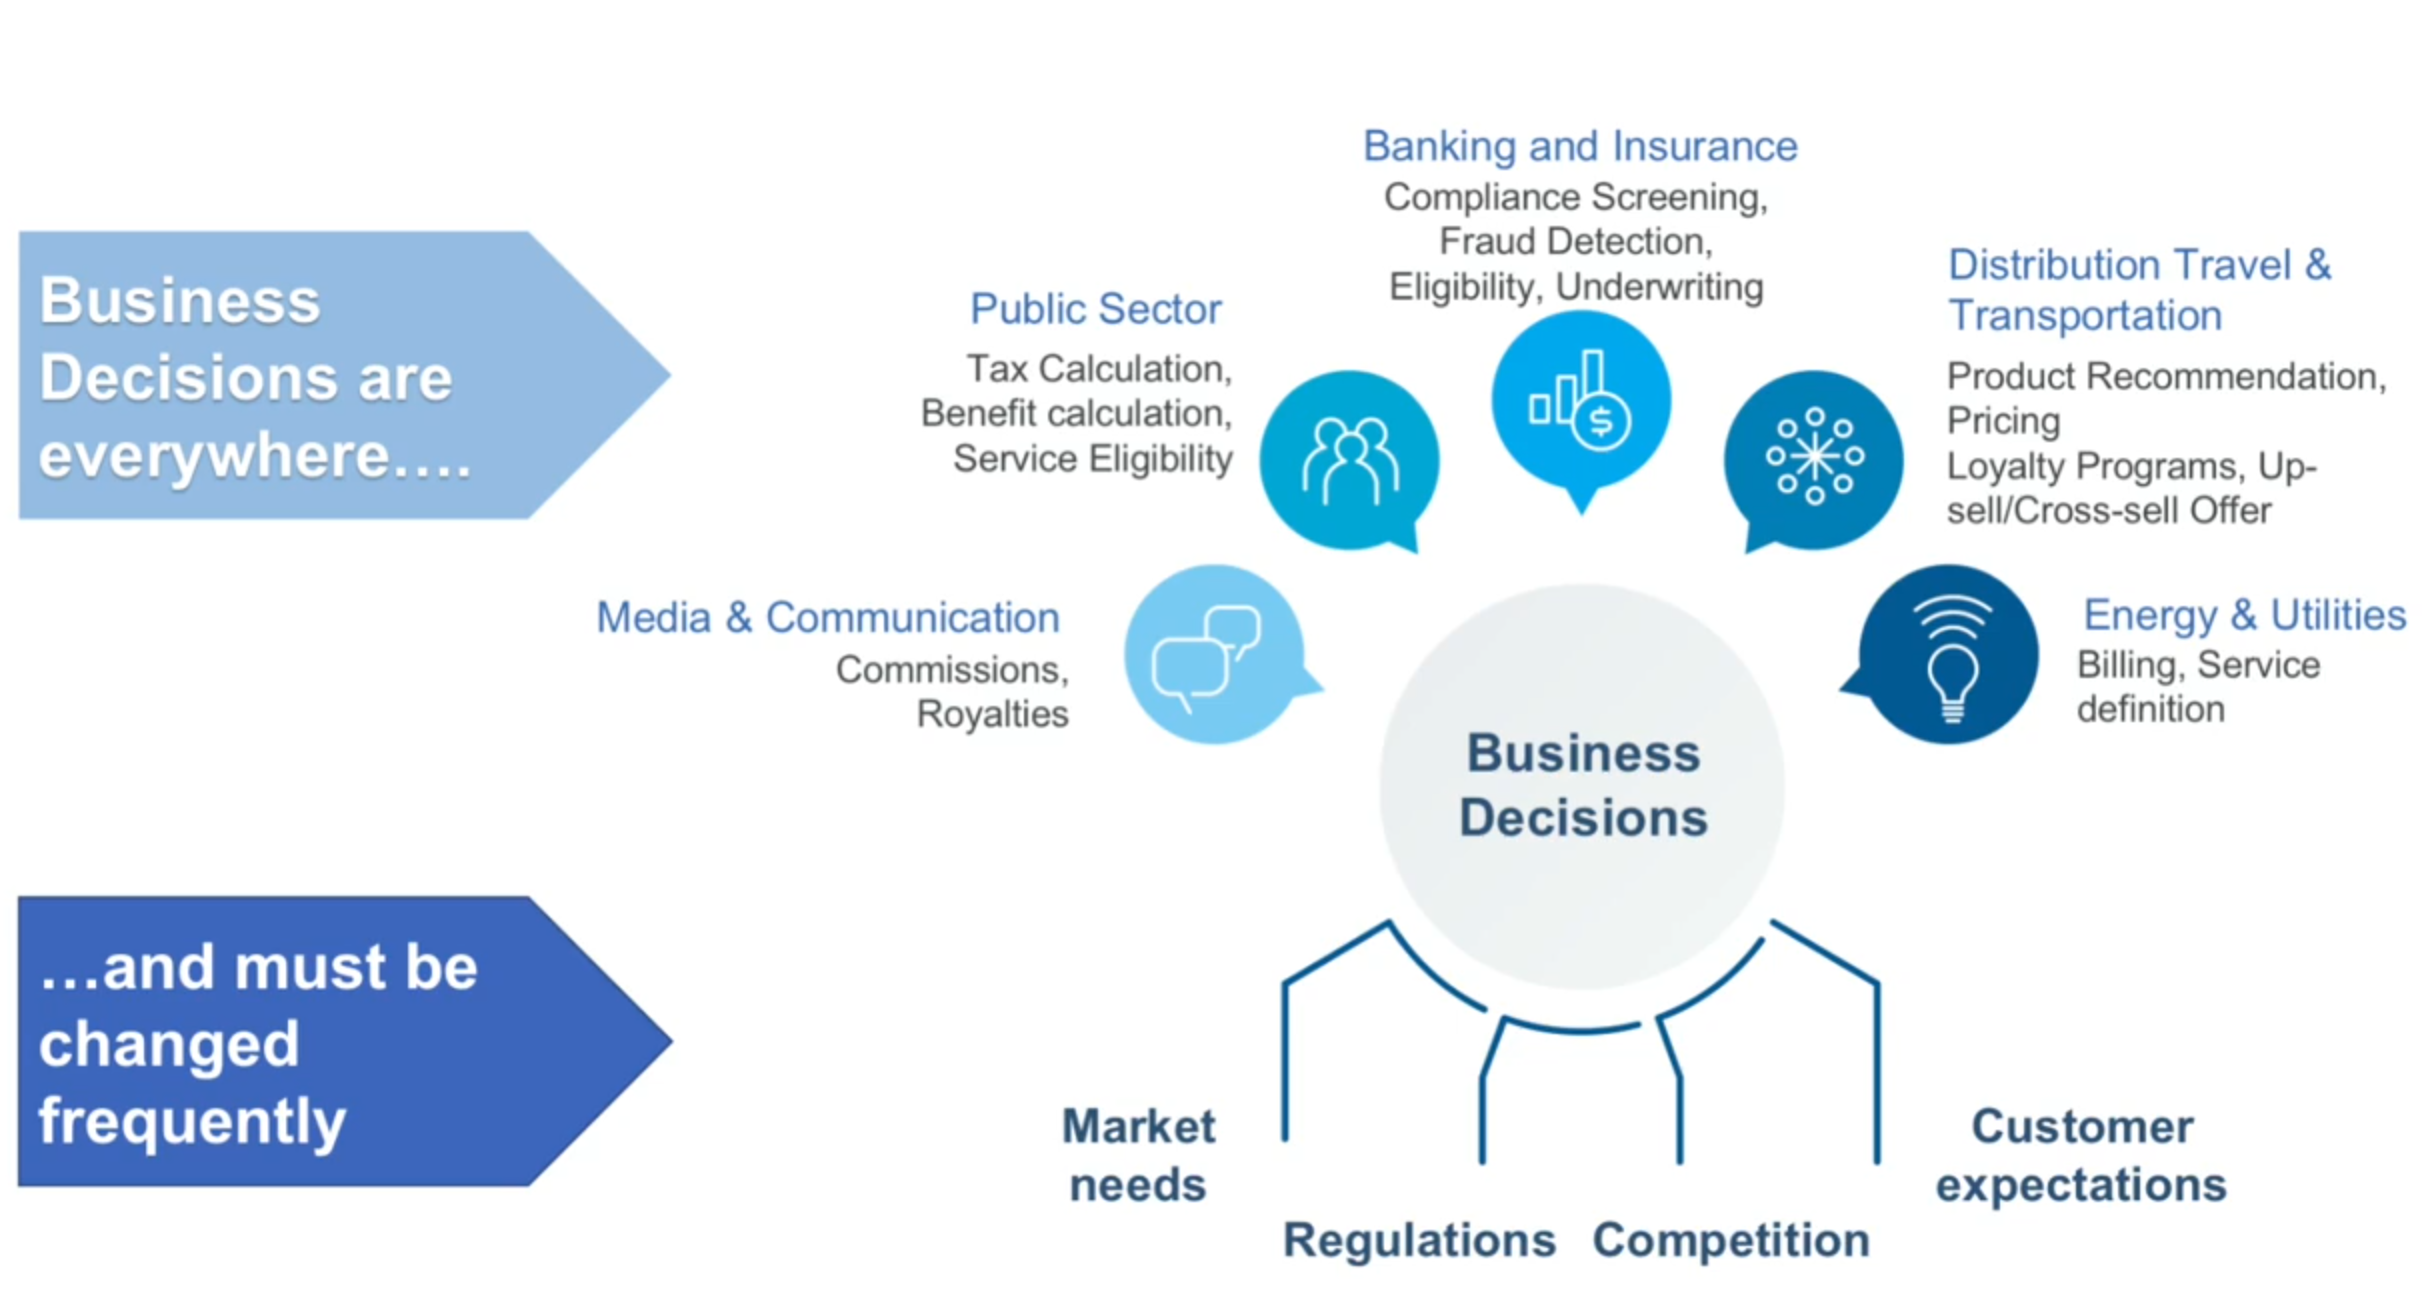 Business
Decisions are
everywhere....
Banking and Insurance
Compliance Screening,
Fraud Detection,
Eligibility, Underwriting
Public Sector
Tax Calculation,
Benefit calculation,
Service Eligibility
Distribution Travel &
Transportation
Product Recommendation,
Pricing
Loyalty Programs, Up-
sell/Cross-sell Offer
$
Media & Communication
Commissions,
Royalties
Energy & Utilities
Billing, Service
definition
Business
Decisions
...and must be
changed
frequently
Market
needs
Regulations
Competition
Customer
expectations